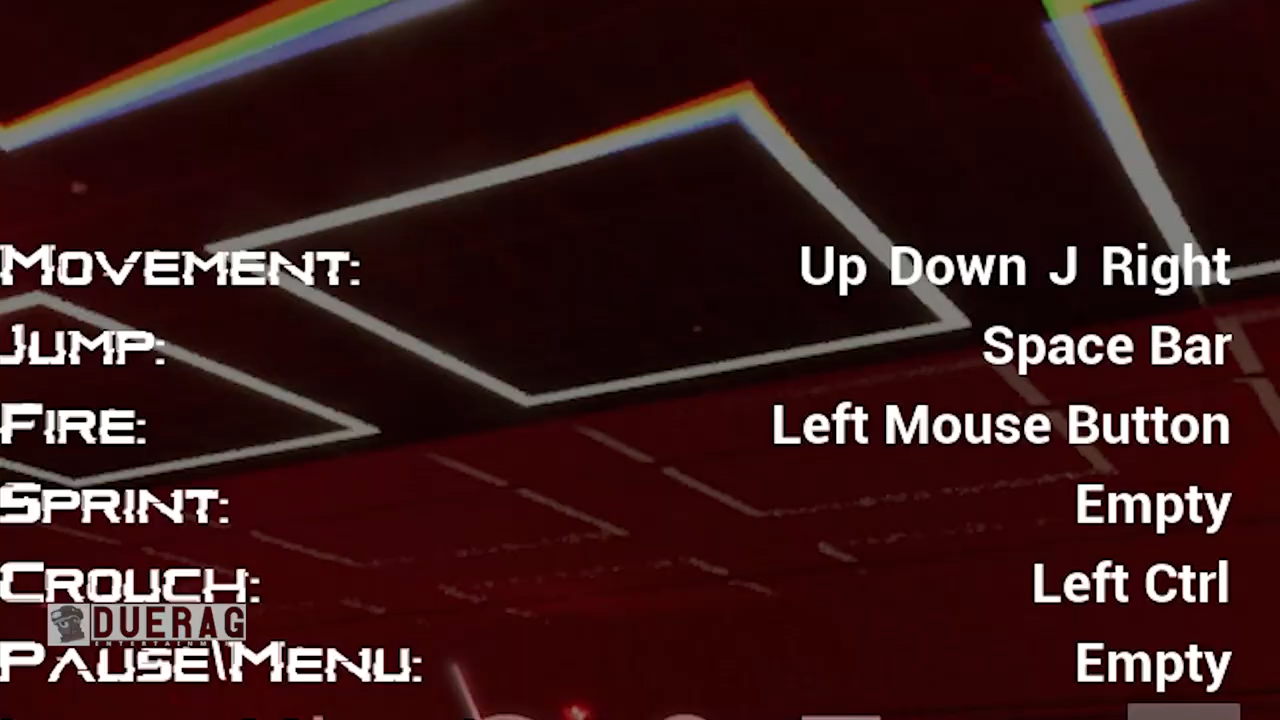 Movement: Up Down J Right
Jump: Space Bar
Fire: Left Mouse Button
Sprint: Empty
Crouch: Left Ctrl
DUERAG
ENTERTAINMENT
Pause\Menu: Empty